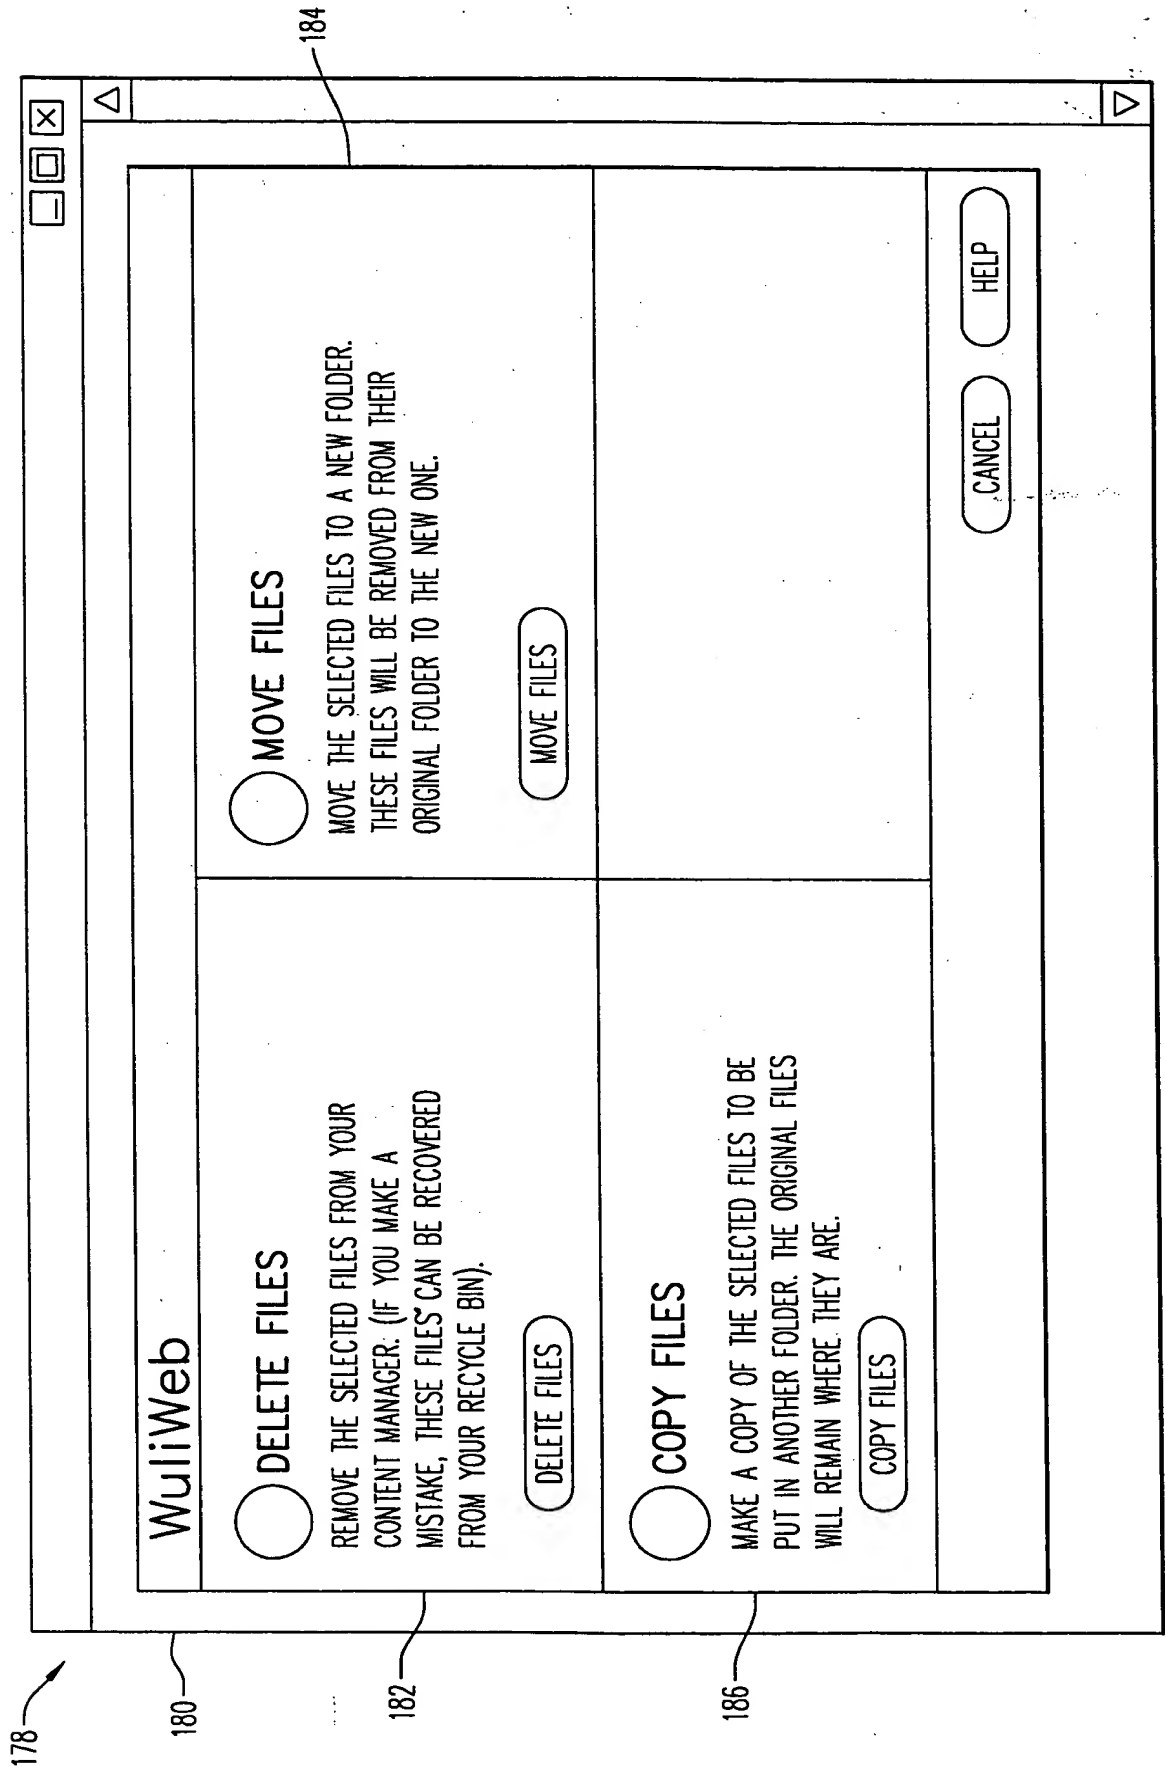 178
180
WuliWeb
182
DELETE FILES
REMOVE THE SELECTED FILES FROM YOUR
CONTENT MANAGER. (IF YOU MAKE A
MISTAKE, THESE FILES CAN BE RECOVERED
FROM YOUR RECYCLE BIN).
DELETE FILES
184
MOVE FILES
MOVE THE SELECTED FILES TO A NEW FOLDER.
THESE FILES WILL BE REMOVED FROM THEIR
ORIGINAL FOLDER TO THE NEW ONE.
MOVE FILES
186
COPY FILES
MAKE A COPY OF THE SELECTED FILES TO BE
PUT IN ANOTHER FOLDER. THE ORIGINAL FILES
WILL REMAIN WHERE THEY ARE.
COPY FILES
CANCEL
HELP